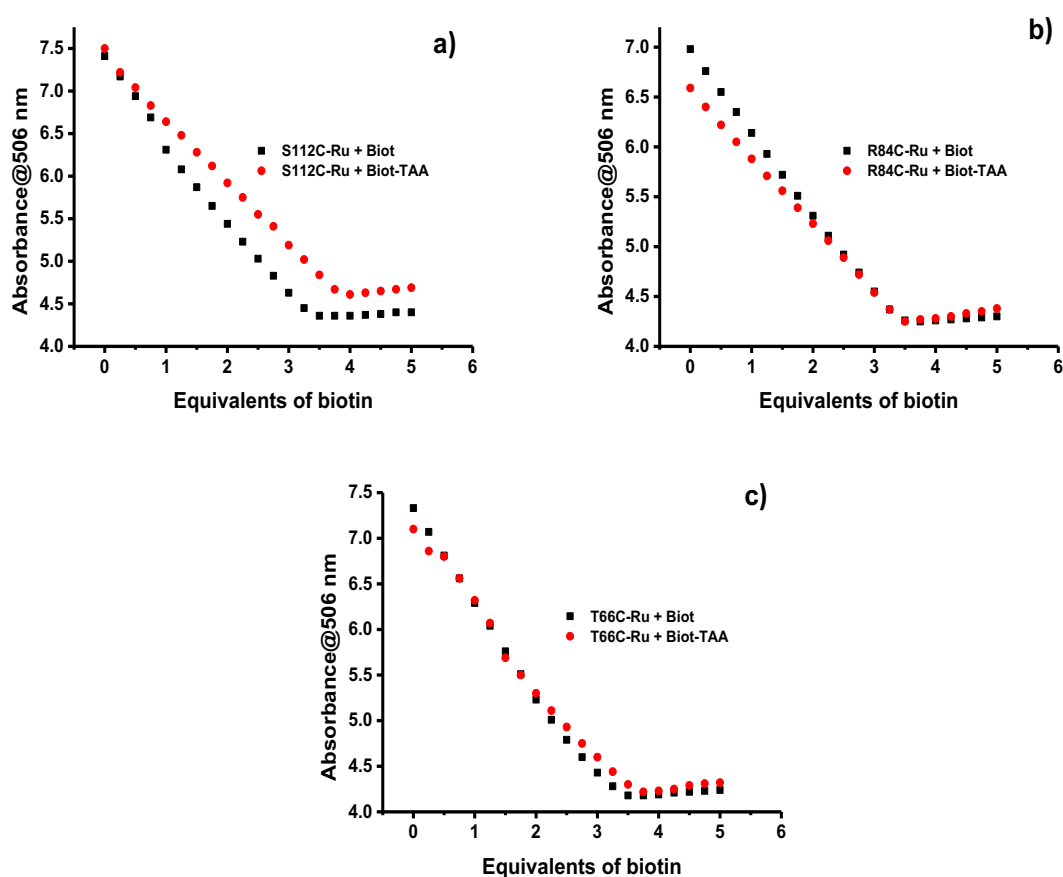 a)
7.5
7.0
6.5
6.0
5.5
5.0
4.5
4.0
Absorbance@506 nm
S112C-Ru + Biot
S112C-Ru + Biot-TAA
0 1 2 3 4 5 6
Equivalents of biotin
b)
7.0
6.5
6.0
5.5
5.0
4.5
4.0
Absorbance@506 nm
R84C-Ru + Biot
R84C-Ru + Biot-TAA
0 1 2 3 4 5 6
Equivalents of biotin
c)
7.5
7.0
6.5
6.0
5.5
5.0
4.5
4.0
Absorbance@506 nm
T66C-Ru + Biot
T66C-Ru + Biot-TAA
0 1 2 3 4 5 6
Equivalents of biotin